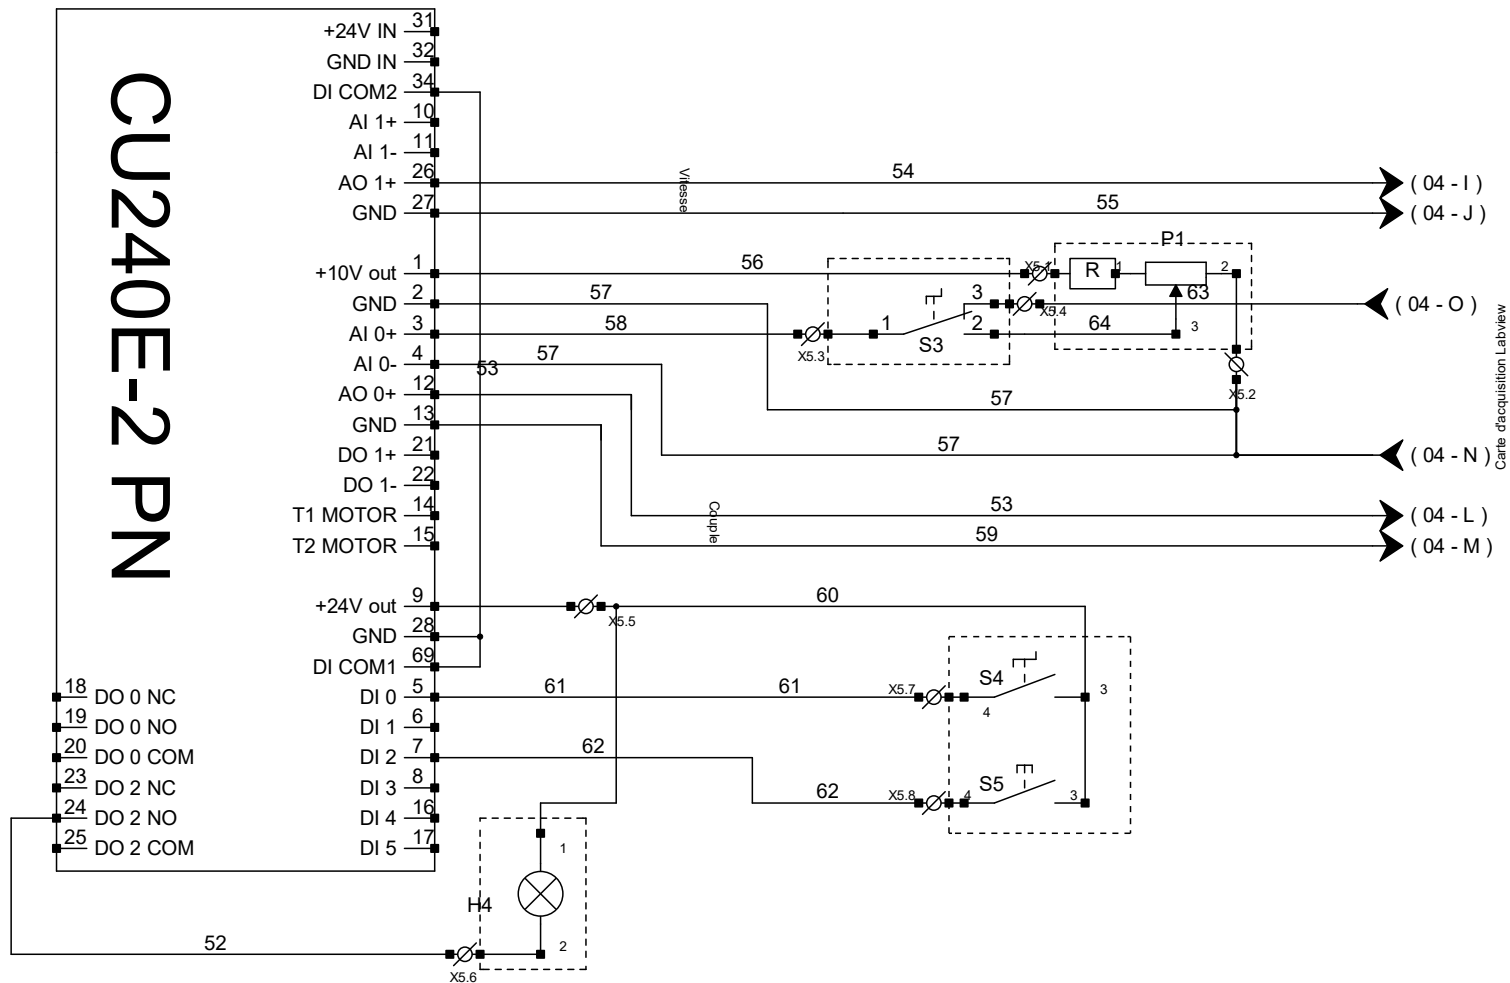 CU240E-2 PN
+24V IN 31
GND IN 32
DI COM2 34
AI 1+ 10
AI 1- 11
AO 1+ 26 54 ( 04 - I )
Vitesse
GND 27 55 ( 04 - J )
P1
+10V out 1 56 X5.1 R 1 2
GND 2 57 3 X5.4 63 ( 04 - O )
AI 0+ 3 58 X5.3 1 S3 2 64 3
AI 0- 4 57
53
X5.2
AO 0+ 12 57
GND 13
DO 1+ 21 57 ( 04 - N )
Carte d'acquisition Labview
DO 1- 22
T1 MOTOR 14 53 ( 04 - L )
Couple
T2 MOTOR 15 59 ( 04 - M )
+24V out 9 X5.5 60
GND 28
DI COM1 69
18 DO 0 NC DI 0 5 61 61 X5.7 S4 4 3
19 DO 0 NO DI 1 6
20 DO 0 COM DI 2 7 62
23 DO 2 NC DI 3 8
62 X5.8 4 S5 3
24 DO 2 NO DI 4 16
25 DO 2 COM DI 5 17
1
H4
2
52 X5.6